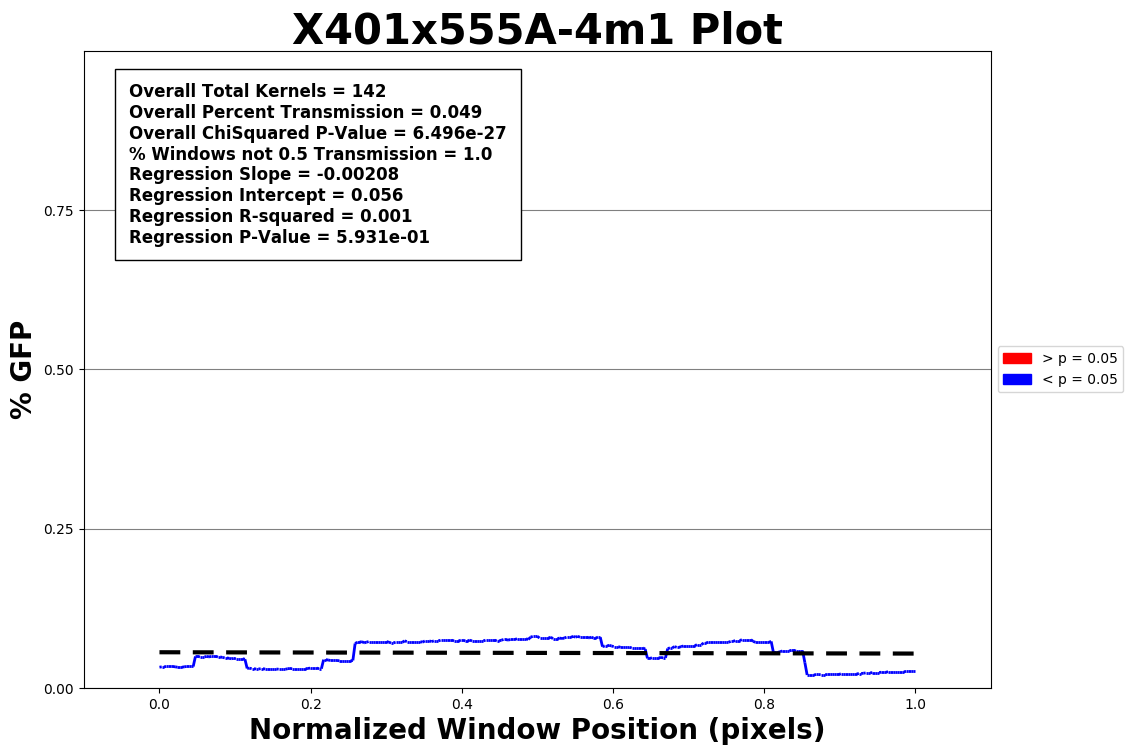 X401x555A-4m1 Plot
Overall Total Kernels = 142
Overall Percent Transmission = 0.049
Overall ChiSquared P-Value = 6.496e-27
% Windows not 0.5 Transmission = 1.0
Regression Slope = -0.00208
Regression Intercept = 0.056
Regression R-squared = 0.001
Regression P-Value = 5.931e-01
% GFP
0.75
0.50
0.25
0.00
0.0 0.2 0.4 0.6 0.8 1.0
Normalized Window Position (pixels)
> p = 0.05
< p = 0.05